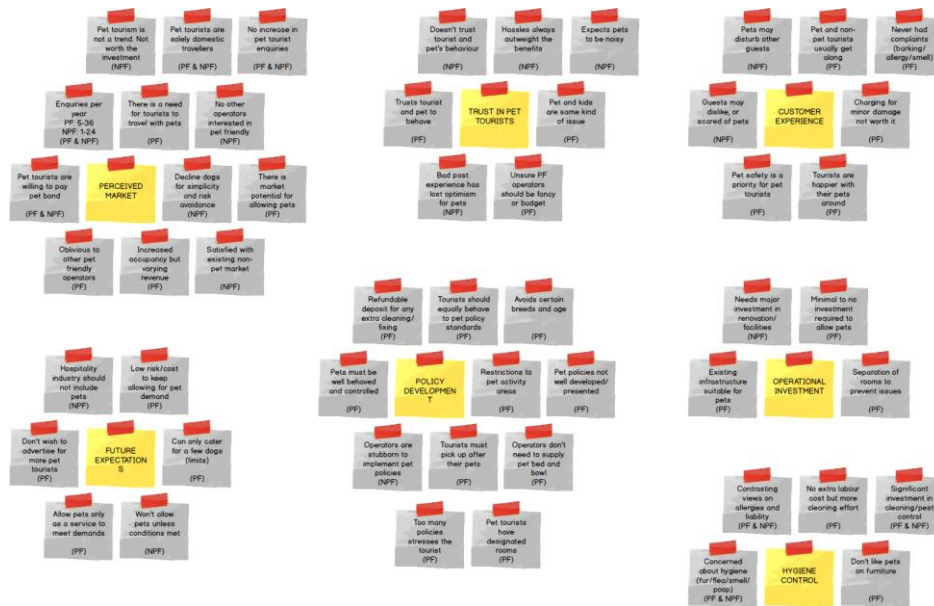 Pet tourism is
not a trend. Not
worth the
investment
(NPF)
Pet tourists are
solely domestic
travellers
(PF & NPF)
No increase in
pet tourist
enquiries
(PF & NPF)
Enquiries per
year
PF: 5-36
NPF: 1-24
(PF & NPF)
There is a need
for tourists to
travel with pets
(PF)
No other
operators
interested in
pet friendly
(NPF)
Pet tourists are
willing to pay
pet bond
(PF & NPF)
PERCEIVED
MARKET
Decline dogs
for simplicity
and risk
avoidance
(NPF)
There is
market
potential for
allowing pets
(PF)
Oblivious to
other pet
friendly
operators
(PF)
Increased
occupancy but
varying
revenue
(PF)
Satisfied with
existing non-
pet market
(NPF)
Doesn't trust
tourist and
pet's behaviour
(NPF)
Hassles always
outweight the
benefits
(NPF)
Expects pets
to be noisy
(NPF)
Trusts tourist
and pet to
behave
(PF)
TRUST IN PET
TOURISTS
Pet and kids
are same kind
of issue
(PF)
Bad past
experience has
lost optimism
for pets
(NPF)
Unsure PF
operators
should be fancy
or budget
(PF)
Pets may
disturb other
guests
(NPF)
Pet and non-
pet tourists
usually get
along
(PF)
Never had
complaints
(barking/
allergy/smell)
(PF)
Guests may
dislike, or
scared of pets
(NPF)
CUSTOMER
EXPERIENCE
Charging for
minor damage
not worth it
(PF)
Pet safety is a
priority for pet
tourists
(PF)
Tourists are
happier with
their pets
around
(PF)
Hospitality
industry should
not include
pets
(NPF)
Low risk/cost
to keep
allowing for pet
demand
(PF)
Don't wish to
advertise for
more pet
tourists
(PF)
FUTURE
EXPECTATION
S
Can only cater
for a few dogs
(limits)
(PF)
Allow pets only
as a service to
meet demands
(PF)
Won't allow
pets unless
conditions met
(NPF)
Refundable
deposit for any
extra cleaning/
fixing
(PF)
Tourists should
equally behave
to pet policy
standards
(PF)
Avoids certain
breeds and age
(PF)
Pets must be
well behaved
and controlled
(PF)
POLICY
DEVELOPMEN
T
Restrictions to
pet activity
areas
(PF)
Pet policies not
well developed/
presented
(PF)
Operators are
stubborn to
implement pet
policies
(NPF)
Tourists must
pick up after
their pets
(PF)
Operators don't
need to supply
pet bed and
bowl
(PF)
Too many
policies
stresses the
tourist
(PF)
Pet tourists
have
designated
rooms
(PF)
Needs major
investment in
renovation/
facilities
(NPF)
Minimal to no
investment
required to
allow pets
(PF)
Existing
infrastructure
suitable for
pets
(PF)
OPERATIONAL
INVESTMENT
Separation of
rooms to
prevent issues
(PF)
Contrasting
views on
allergies and
liability
(PF & NPF)
No extra labour
cost but more
cleaning effort
(PF)
Significant
investment in
cleaning/pest
control
(PF & NPF)
Concerned
about hygiene
(fur/flea/smell/
poop)
(PF & NPF)
HYGIENE
CONTROL
Don't like pets
on furniture
(PF)